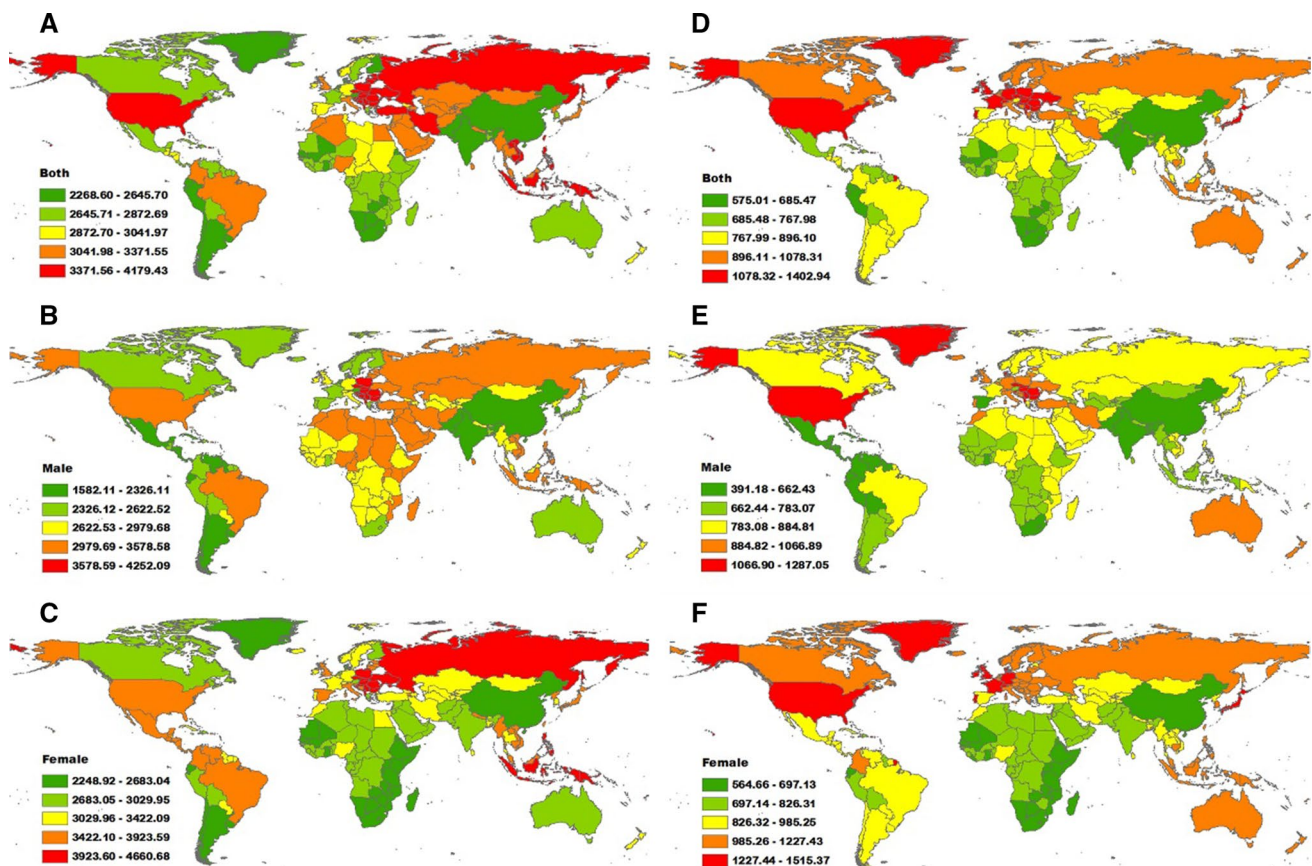 A
Both
2268.60 - 2645.70
2645.71 - 2872.69
2872.70 - 3041.97
3041.98 - 3371.55
3371.56 - 4179.43
B
Male
1582.11 - 2326.11
2326.12 - 2622.52
2622.53 - 2979.68
2979.69 - 3578.58
3578.59 - 4252.09
C
Female
2248.92 - 2683.04
2683.05 - 3029.95
3029.96 - 3422.09
3422.10 - 3923.59
3923.60 - 4660.68
D
Both
575.01 - 685.47
685.48 - 767.98
767.99 - 896.10
896.11 - 1078.31
1078.32 - 1402.94
E
Male
391.18 - 662.43
662.44 - 783.07
783.08 - 884.81
884.82 - 1066.89
1066.90 - 1287.05
F
Female
564.66 - 697.13
697.14 - 826.31
826.32 - 985.25
985.26 - 1227.43
1227.44 - 1515.37